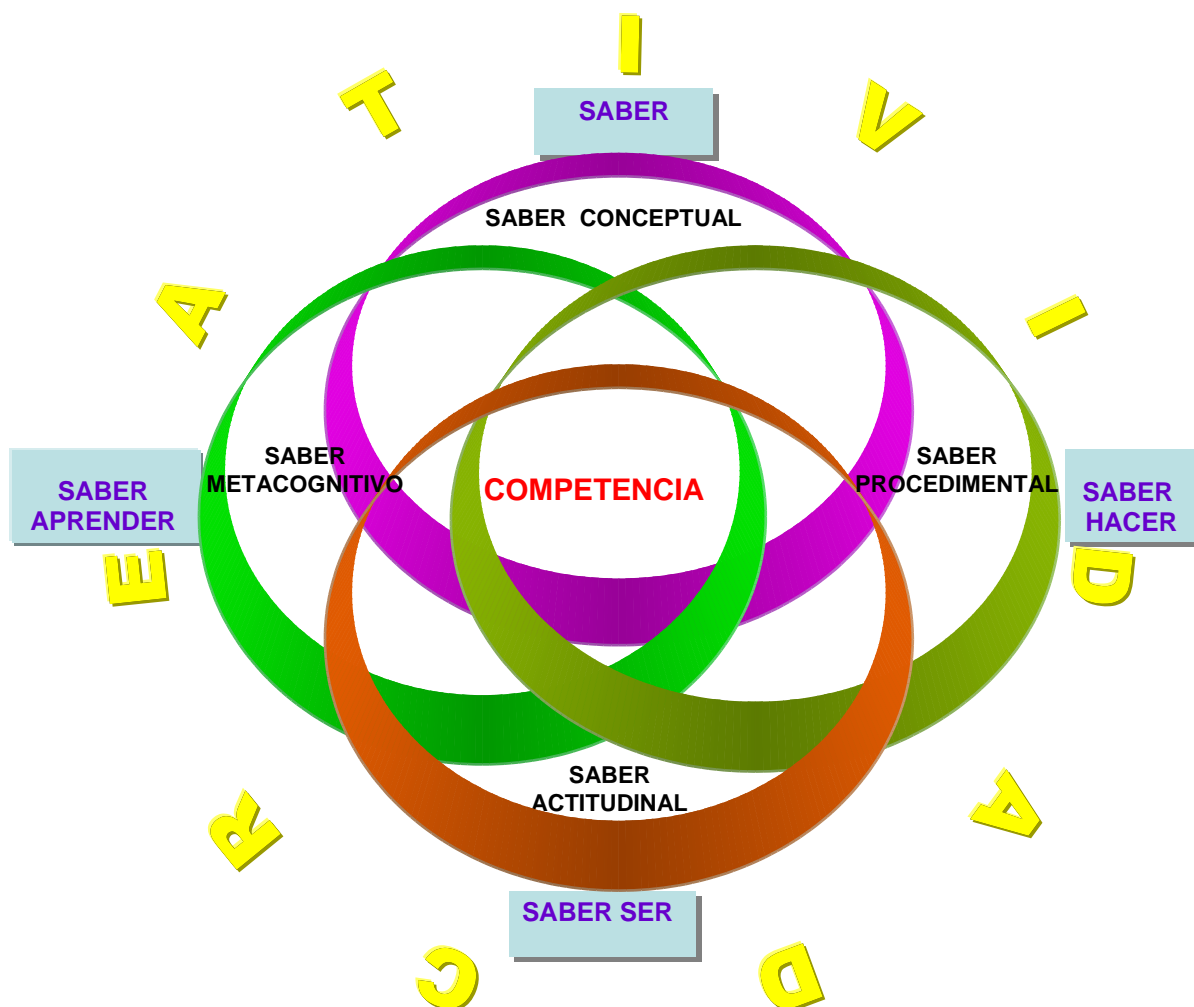 CREATIVIDAD
SABER
SABER CONCEPTUAL
SABER
METACOGNITIVO
SABER
APRENDER
COMPETENCIA
SABER
PROCEDIMENTAL
SABER
HACER
SABER
ACTITUDINAL
SABER SER